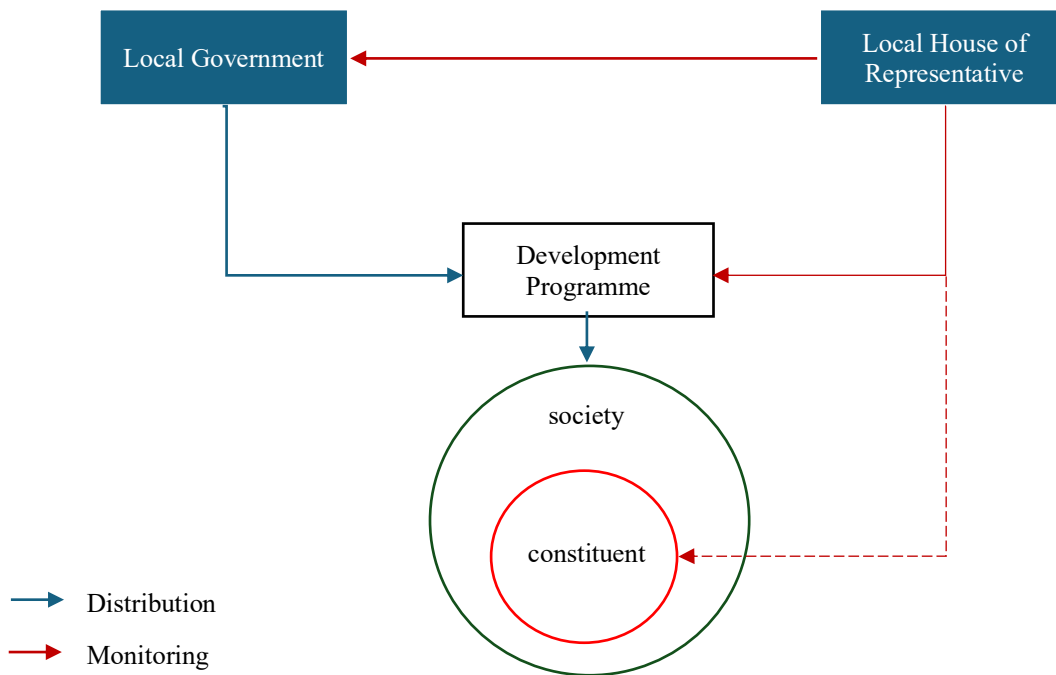 Local Government
Local House of
Representative
Development
Programme
society
constituent
Distribution
Monitoring